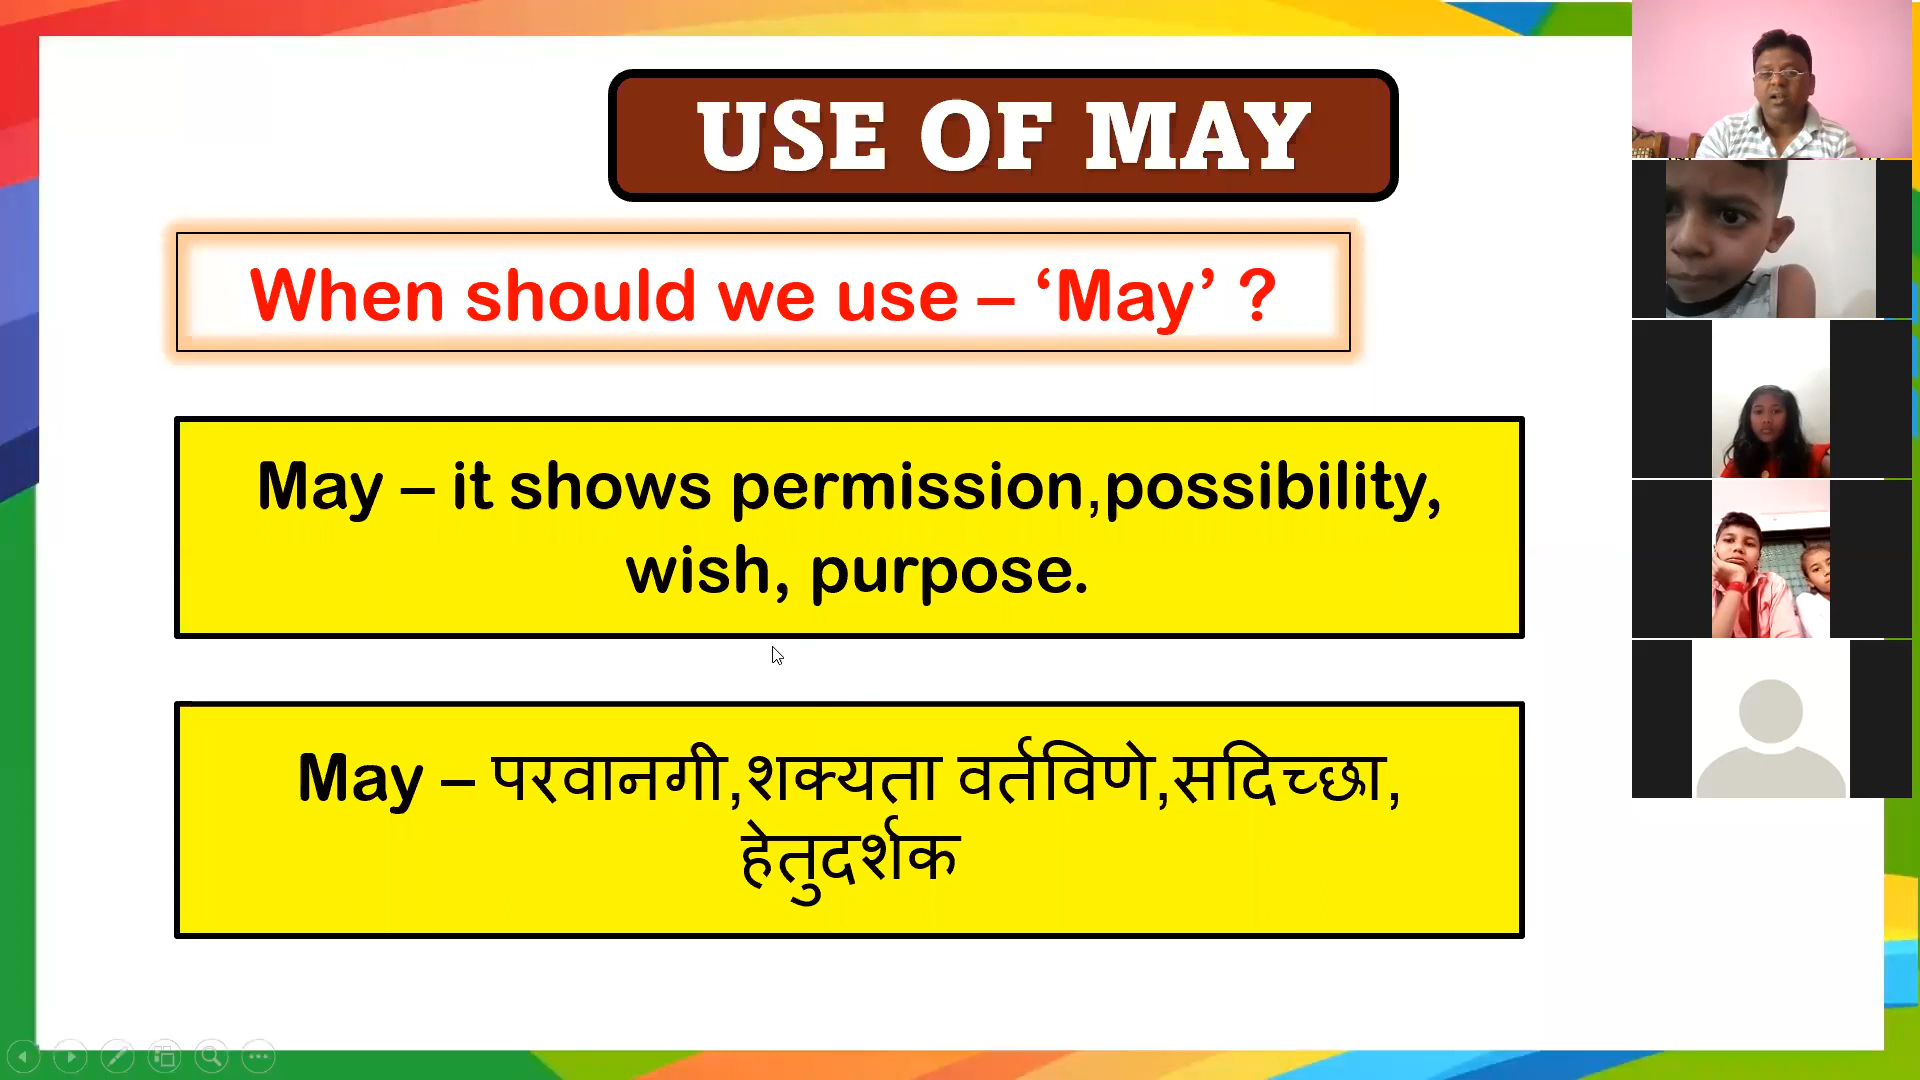 USE OF MAY
When should we use – ‘May’ ?
May – it shows permission,possibility,
wish, purpose.
May – परवानगी,शक्यता वर्तविणे,सदिच्छा,
हेतुदर्शक